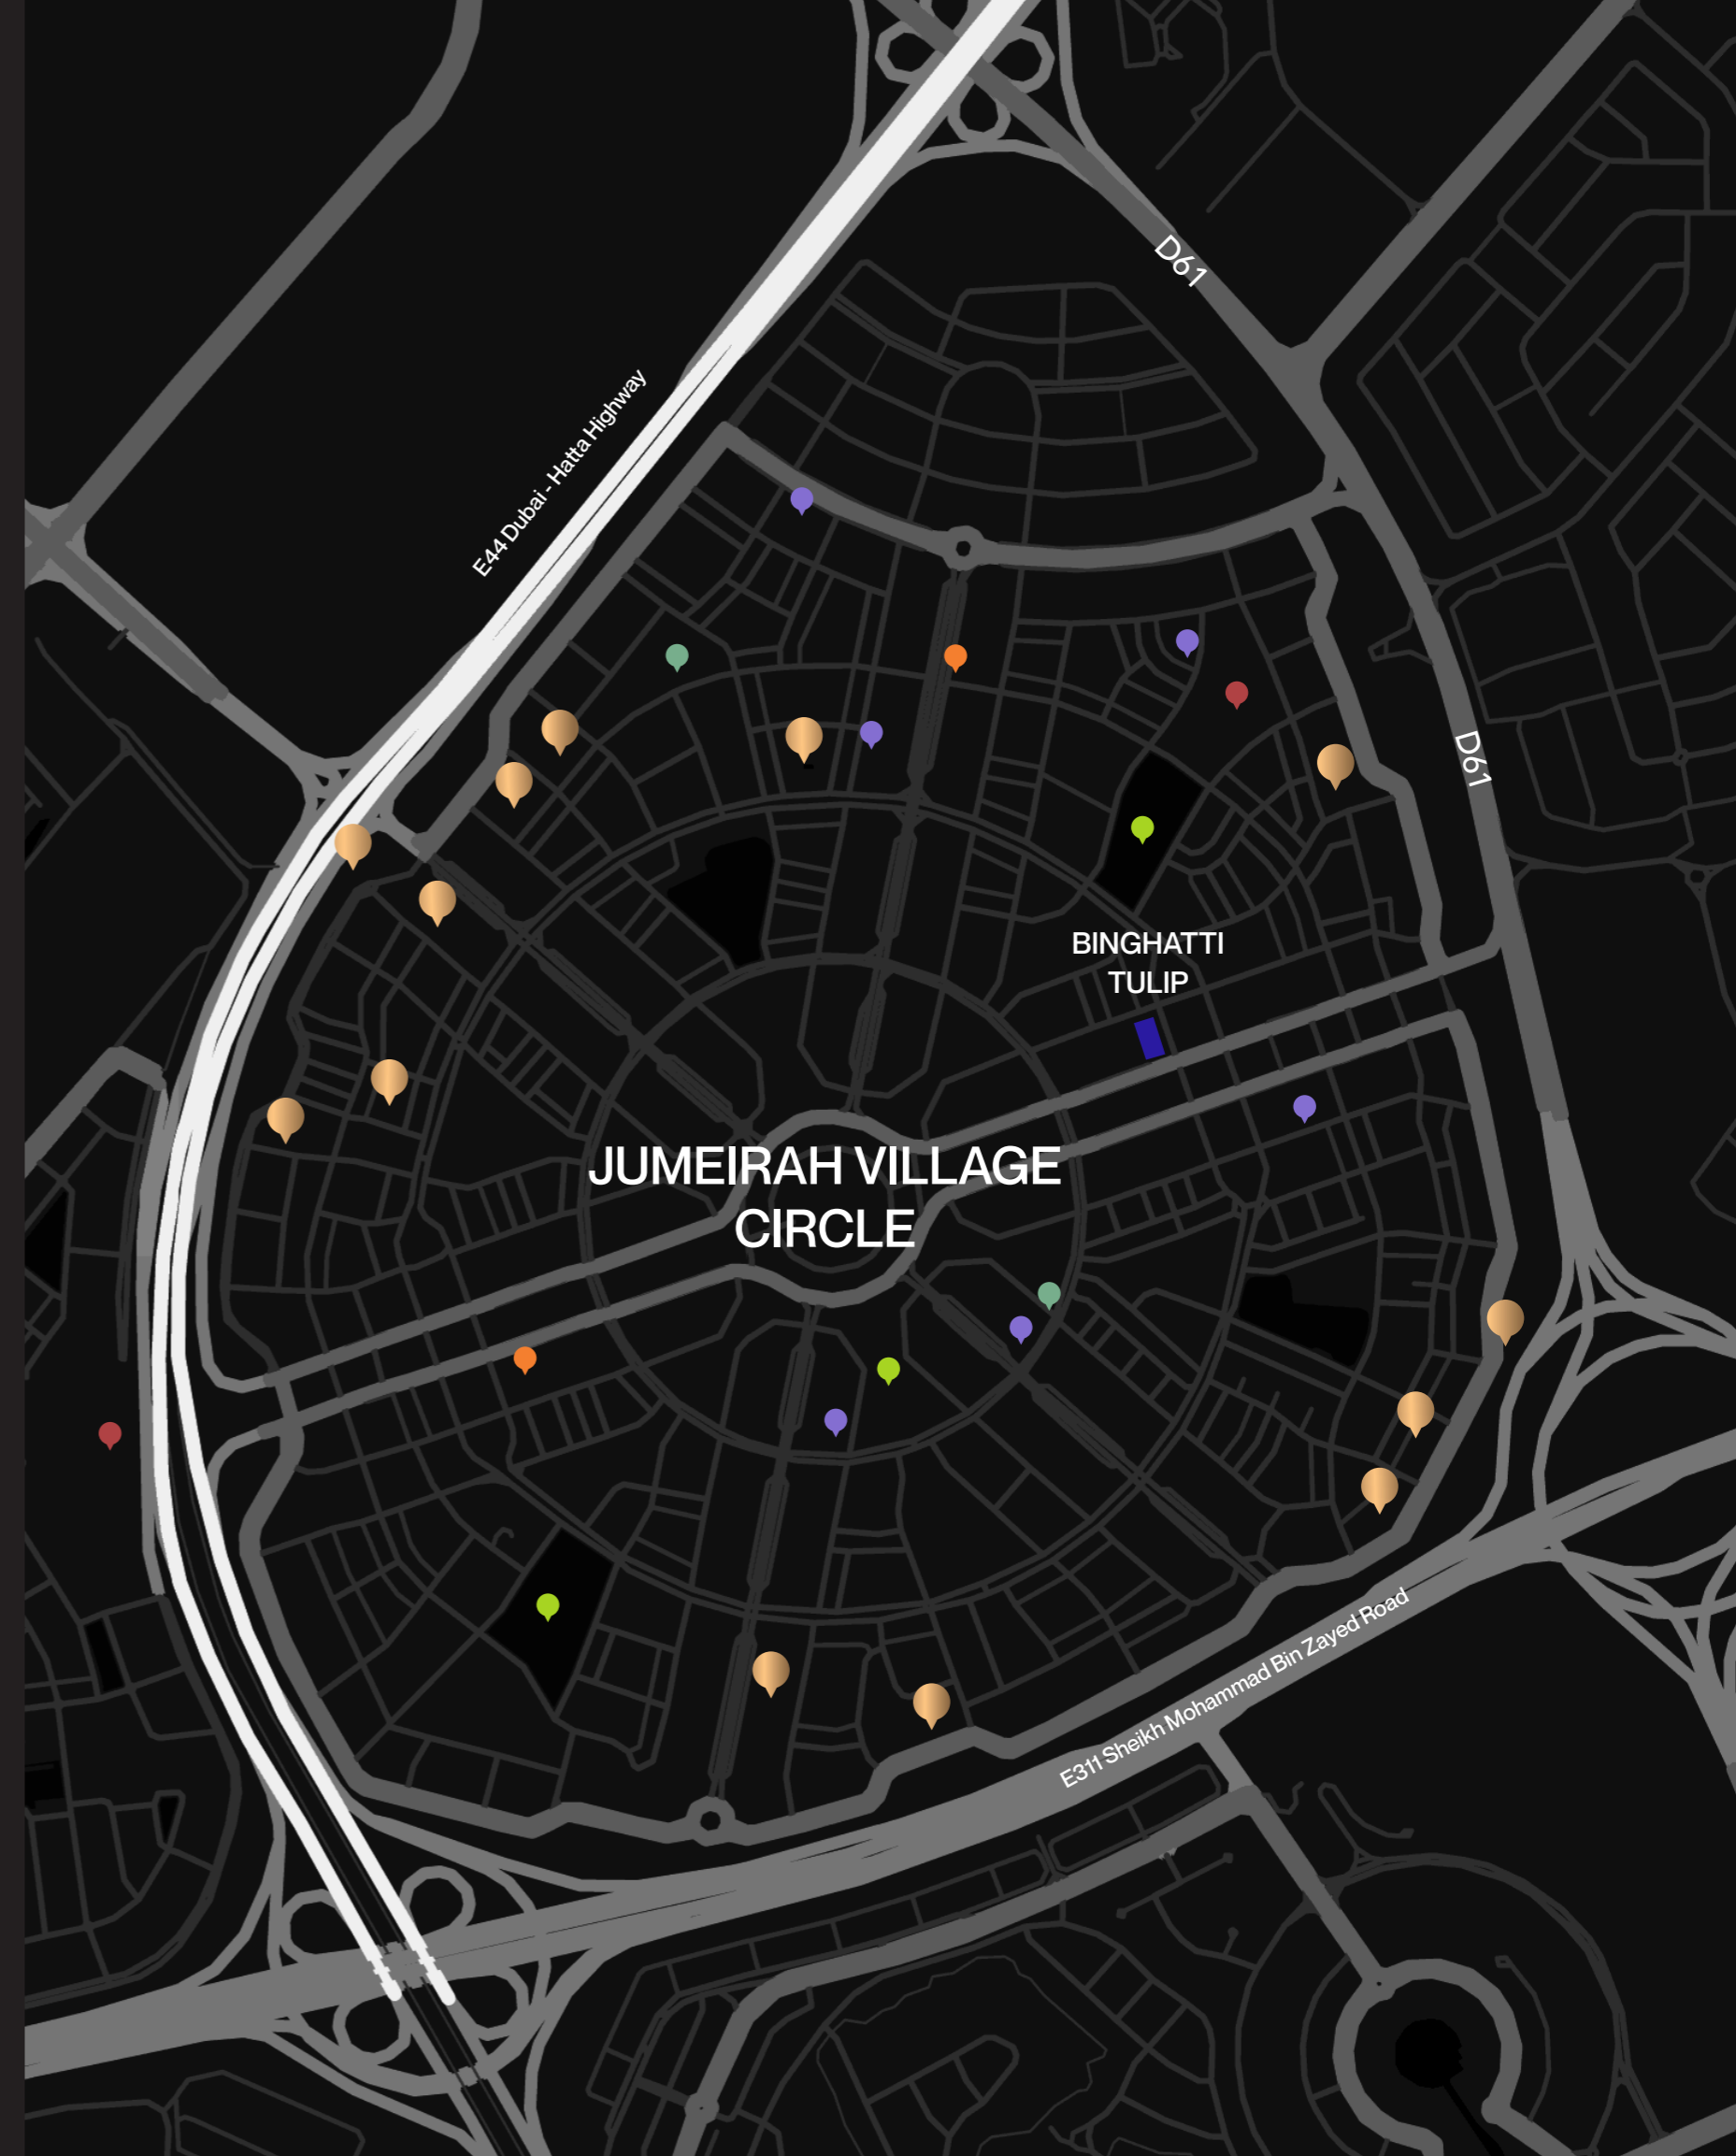 D61
E44 Dubai - Hatta Highway
D61
BINGHATTI
TULIP
JUMEIRAH VILLAGE
CIRCLE
E311 Sheikh Mohammad Bin Zayed Road